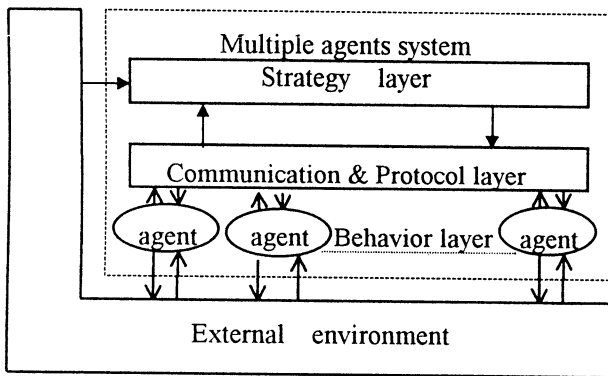 Multiple agents system
Strategy layer
Communication & Protocol layer
agent agent Behavior layer agent
External environment